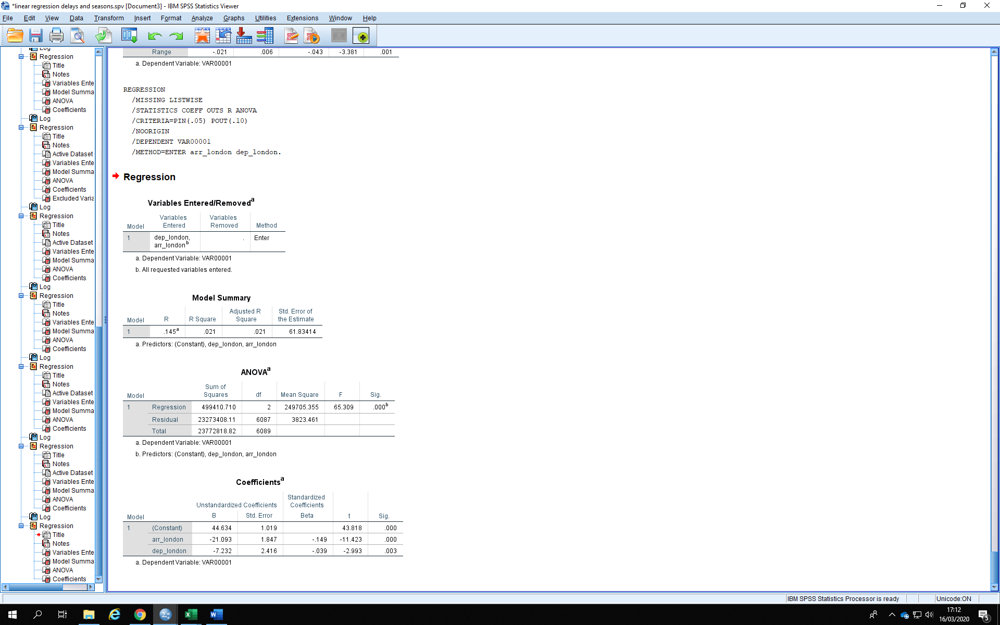 *linear regression delays and seasons.spv [Document3] - IBM SPSS Statistics Viewer
File Edit View Data Transform Insert Format Analyze Graphs Utilities Extensions Window Help
Log
Regression
Title
Notes
Variables Ente
Model Summa
ANOVA
Coefficients
Log
Regression
Title
Notes
Active Dataset
Variables Ente
Model Summa
ANOVA
Coefficients
Excluded Varia
Log
Regression
Title
Notes
Active Dataset
Variables Ente
Model Summa
ANOVA
Coefficients
Log
Regression
Title
Notes
Variables Ente
Model Summa
ANOVA
Coefficients
Log
Regression
Title
Notes
Active Dataset
Variables Ente
Model Summa
ANOVA
Coefficients
Log
Regression
Title
Notes
Active Dataset
Variables Ente
Model Summa
ANOVA
Coefficients
Log
Regression
Title
Notes
Variables Ente
Model Summa
ANOVA
Coefficients
Range -.021 .006 -.043 -3.381 .001
a. Dependent Variable: VAR00001
REGRESSION
/MISSING LISTWISE
/STATISTICS COEFF OUTS R ANOVA
/CRITERIA=PIN(.05) POUT(.10)
/NOORIGIN
/DEPENDENT VAR00001
/METHOD=ENTER arr_london dep_london.
Regression
Variables Entered/Removed a
Variables Variables
Model Entered Removed Method
1 dep_london, . Enter
arr_london b
a. Dependent Variable: VAR00001
b. All requested variables entered.
Model Summary
Adjusted R Std. Error of
Model R R Square Square the Estimate
1 .145 a .021 .021 61.83414
a. Predictors: (Constant), dep_london, arr_london
ANOVA a
Sum of
Model Squares df Mean Square F Sig.
1 Regression 499410.710 2 249705.355 65.309 .000 b
Residual 23273408.11 6087 3823.461
Total 23772818.82 6089
a. Dependent Variable: VAR00001
b. Predictors: (Constant), dep_london, arr_london
Coefficients a
Standardized
Unstandardized Coefficients Coefficients
Model B Std. Error Beta t Sig.
1 (Constant) 44.634 1.019 43.818 .000
arr_london -21.093 1.847 -.149 -11.423 .000
dep_london -7.232 2.416 -.039 -2.993 .003
a. Dependent Variable: VAR00001
IBM SPSS Statistics Processor is ready Unicode:ON
17:12
16/03/2020
5